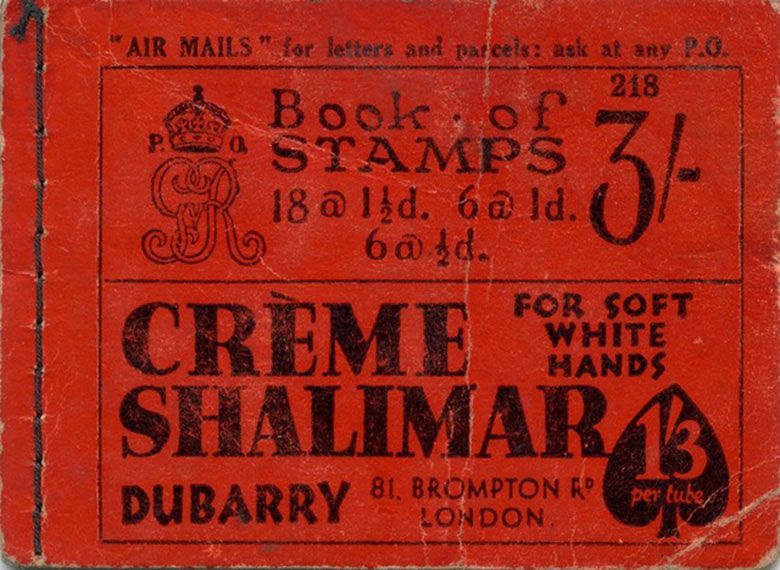 "AIR MAILS" for letters and parcels: ask at any P.O.
218
P. O.
GR
Book . of
STAMPS
3/-
18 @ 1½d. 6 @ 1d.
6 @ ½d.
CRÈME
SHALIMAR
FOR SOFT
WHITE
HANDS
1/3
per tube
DUBARRY
81, BROMPTON RD
LONDON.